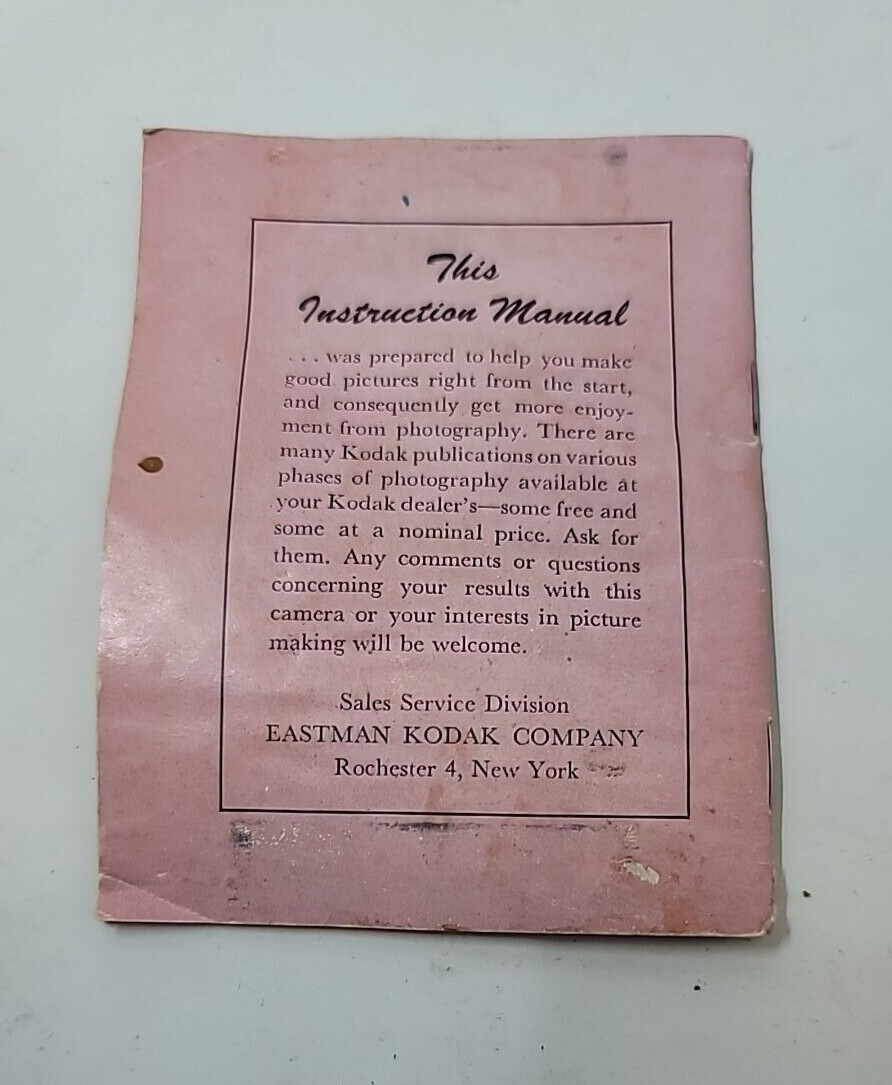 This
Instruction Manual
. . . was prepared to help you make
good pictures right from the start,
and consequently get more enjoy-
ment from photography. There are
many Kodak publications on various
phases of photography available at
your Kodak dealer's—some free and
some at a nominal price. Ask for
them. Any comments or questions
concerning your results with this
camera or your interests in picture
making will be welcome.
Sales Service Division
EASTMAN KODAK COMPANY
Rochester 4, New York